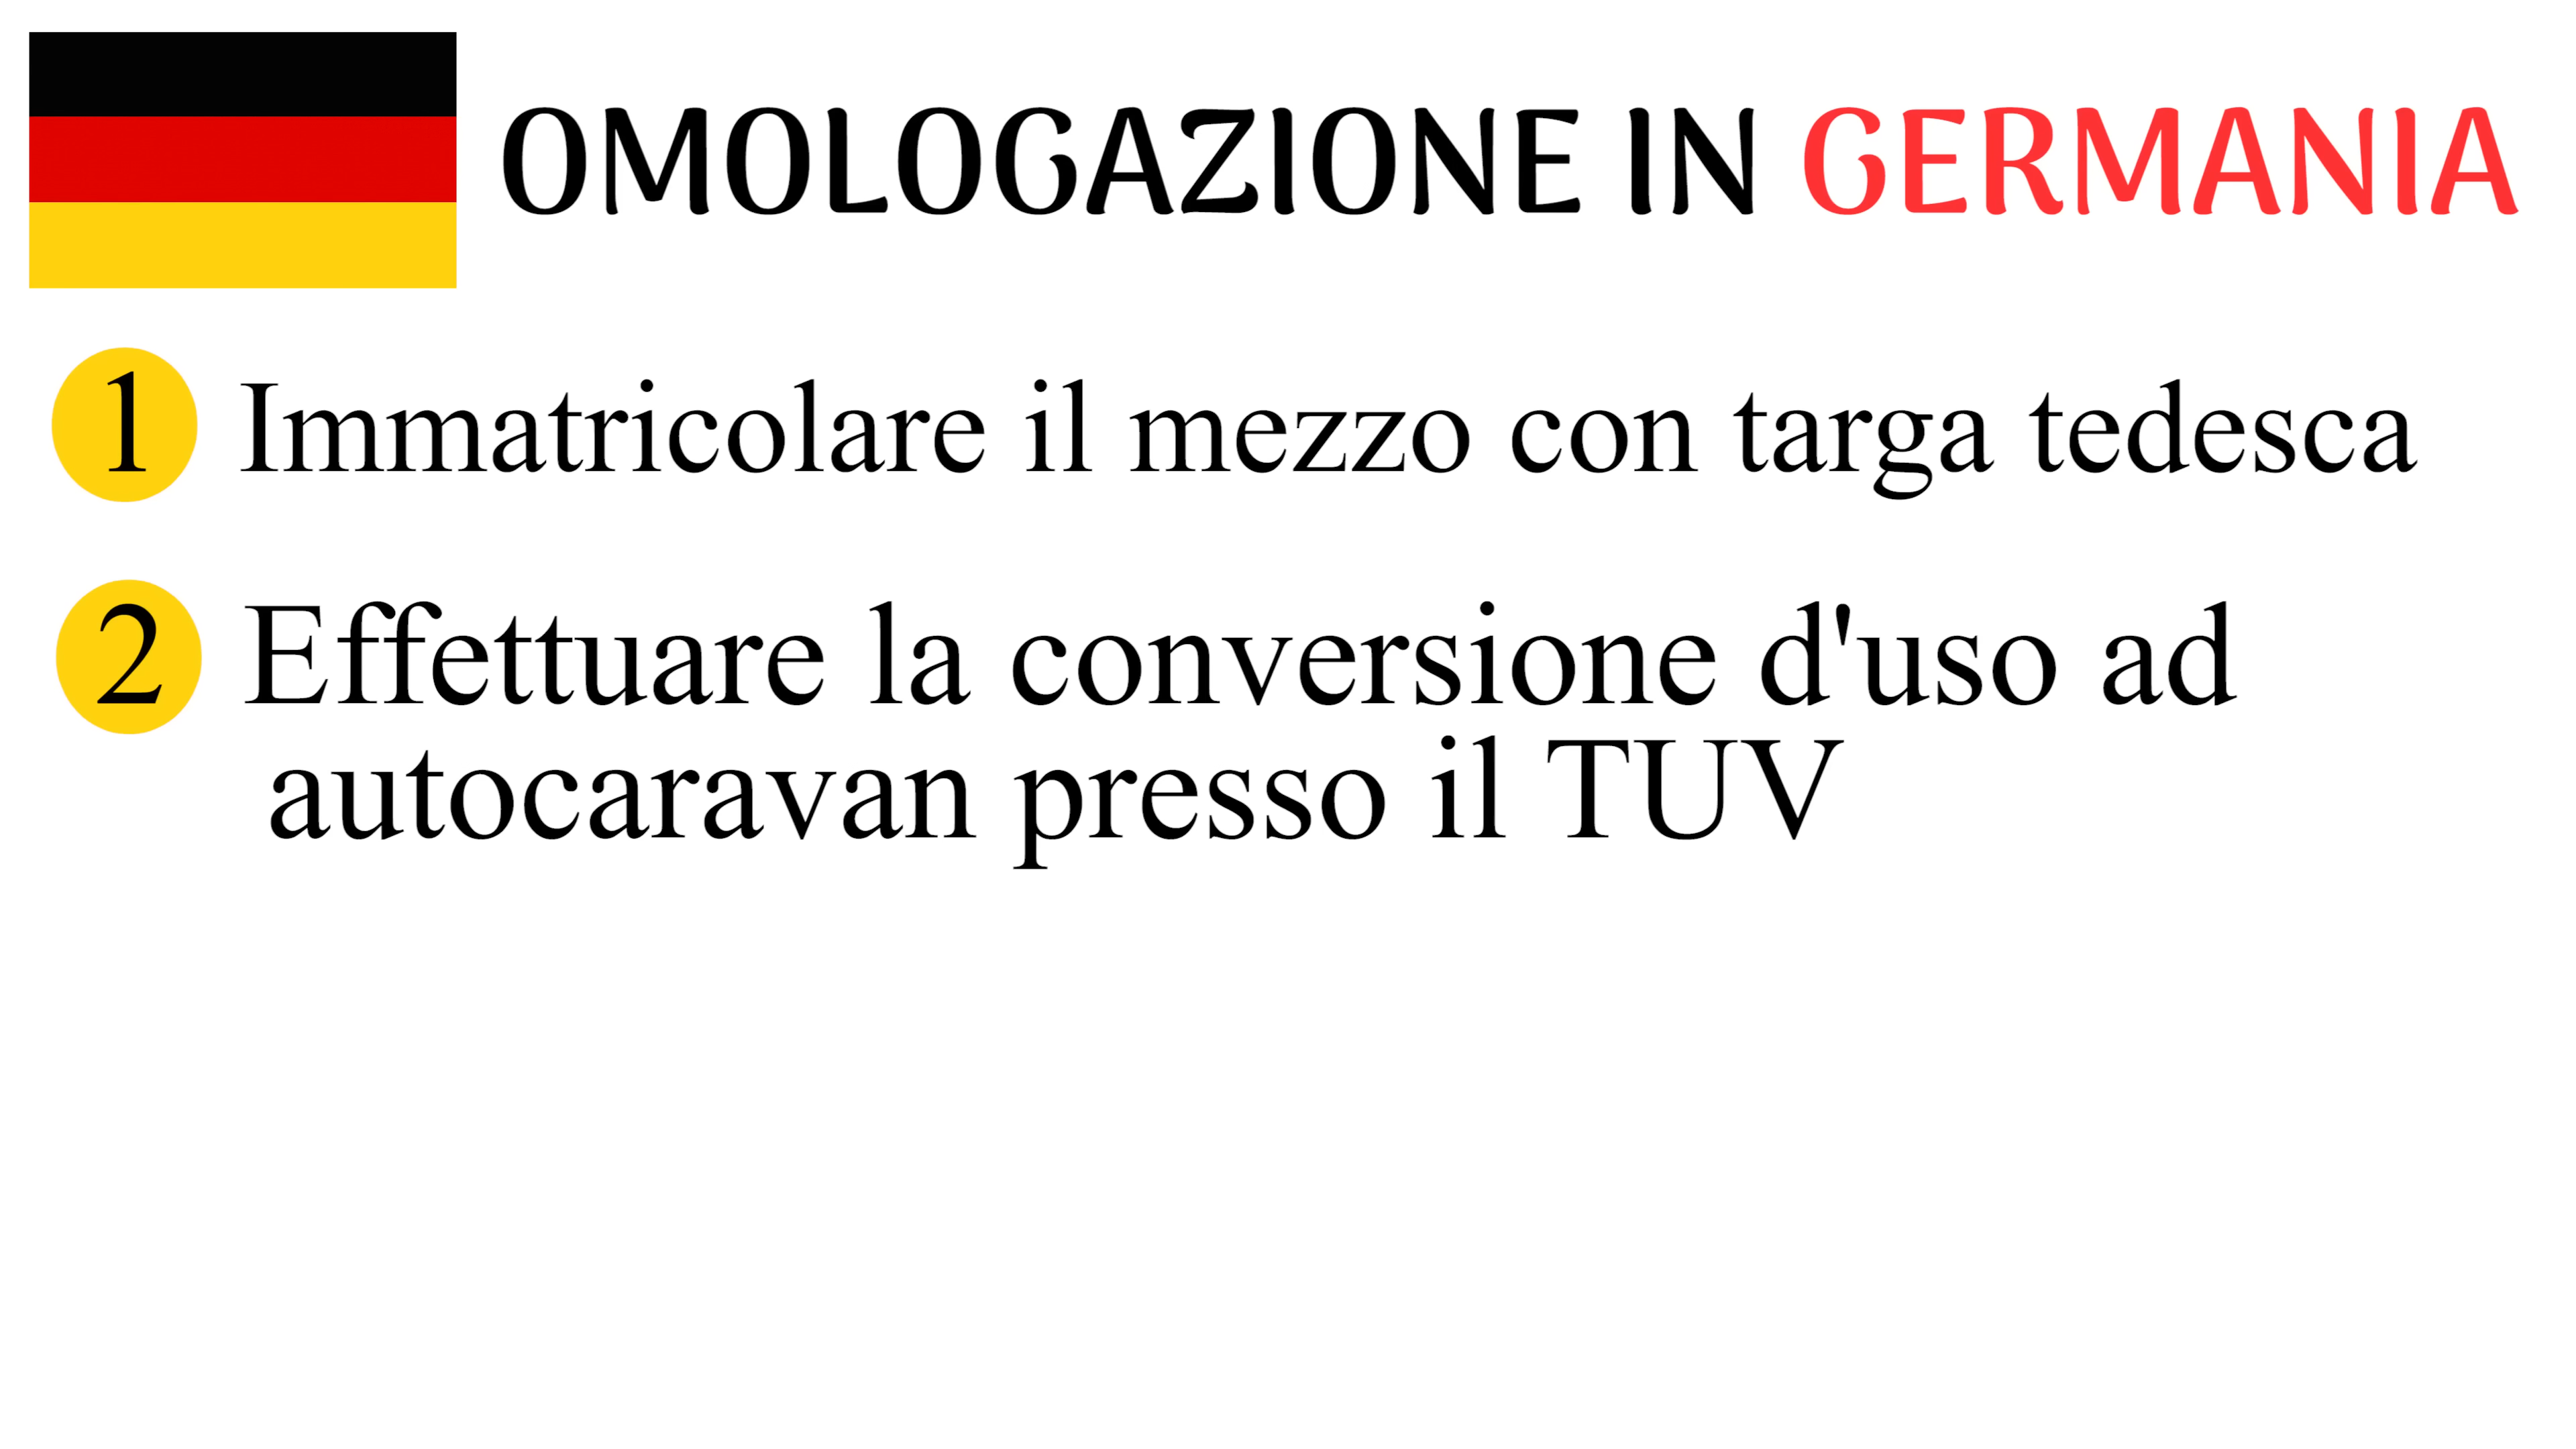 OMOLOGAZIONE IN GERMANIA
1 Immatricolare il mezzo con targa tedesca
2 Effettuare la conversione d'uso ad
autocaravan presso il TUV